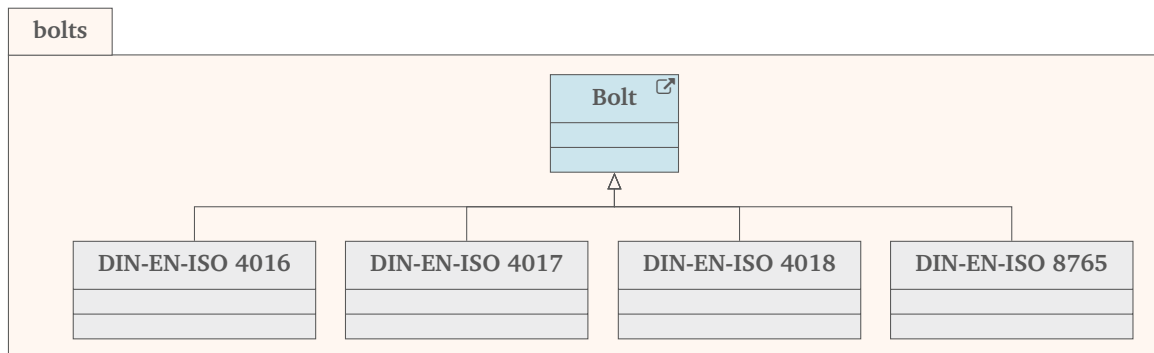 bolts
Bolt
DIN-EN-ISO 4016
DIN-EN-ISO 4017
DIN-EN-ISO 4018
DIN-EN-ISO 8765